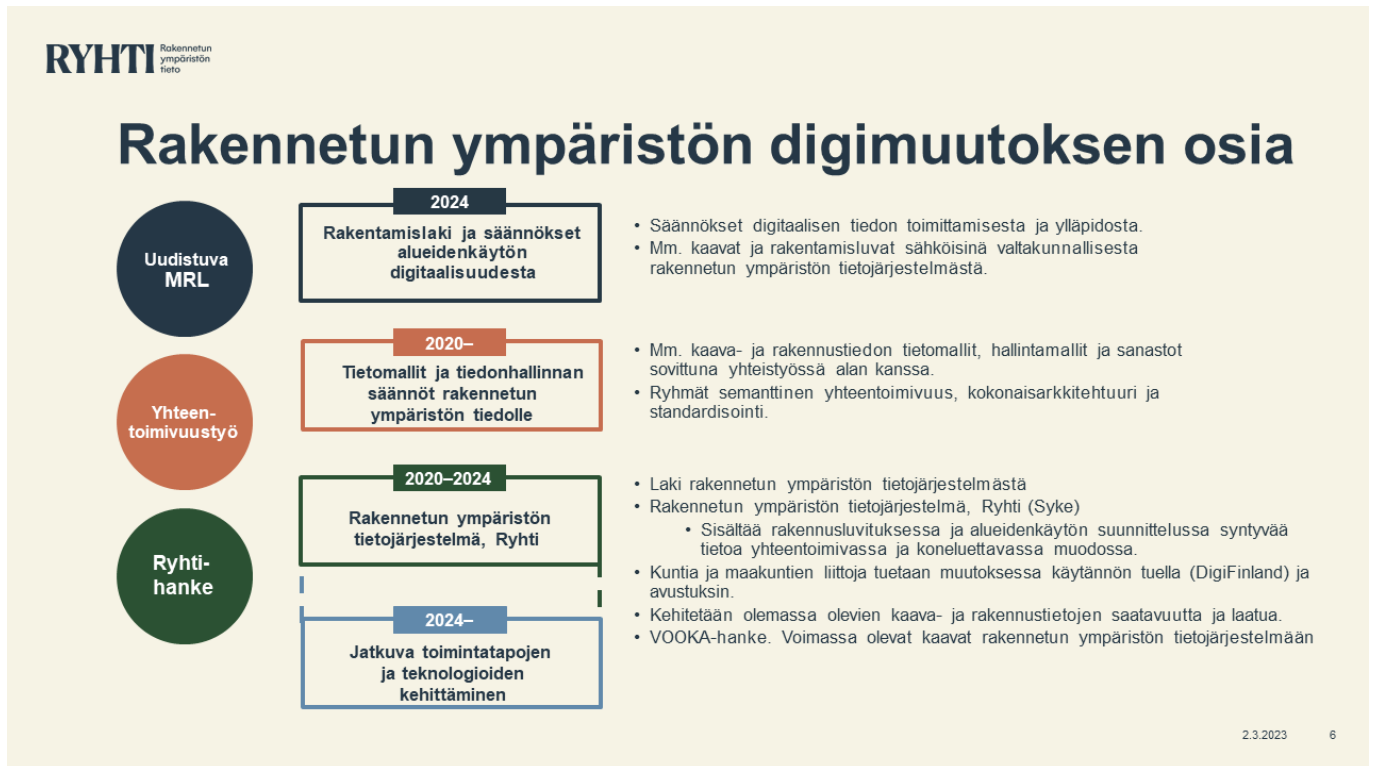 RYHTI
Rakennetun
ympäristön
tieto
Rakennetun ympäristön digimuutoksen osia
Uudistuva
MRL
2024
Rakentamislaki ja säännökset
alueidenkäytön
digitaalisuudesta
• Säännökset digitaalisen tiedon toimittamisesta ja ylläpidosta.
• Mm. kaavat ja rakentamisluvat sähköisinä valtakunnallisesta
rakennetun ympäristön tietojärjestelmästä.
Yhteen-
toimivuustyö
2020–
Tietomallit ja tiedonhallinnan
säännöt rakennetun
ympäristön tiedolle
• Mm. kaava- ja rakennustiedon tietomallit, hallintamallit ja sanastot
sovittuna yhteistyössä alan kanssa.
• Ryhmät semanttinen yhteentoimivuus, kokonaisarkkitehtuuri ja
standardisointi.
Ryhti-
hanke
2020–2024
Rakennetun ympäristön
tietojärjestelmä, Ryhti
2024–
Jatkuva toimintatapojen
ja teknologioiden
kehittäminen
• Laki rakennetun ympäristön tietojärjestelmästä
• Rakennetun ympäristön tietojärjestelmä, Ryhti (Syke)
• Sisältää rakennusluvituksessa ja alueidenkäytön suunnittelussa syntyvää
tietoa yhteentoimivassa ja koneluettavassa muodossa.
• Kuntia ja maakuntien liittoja tuetaan muutoksessa käytännön tuella (DigiFinland) ja
avustuksin.
• Kehitetään olemassa olevien kaava- ja rakennustietojen saatavuutta ja laatua.
• VOOKA-hanke. Voimassa olevat kaavat rakennetun ympäristön tietojärjestelmään
2.3.2023
6